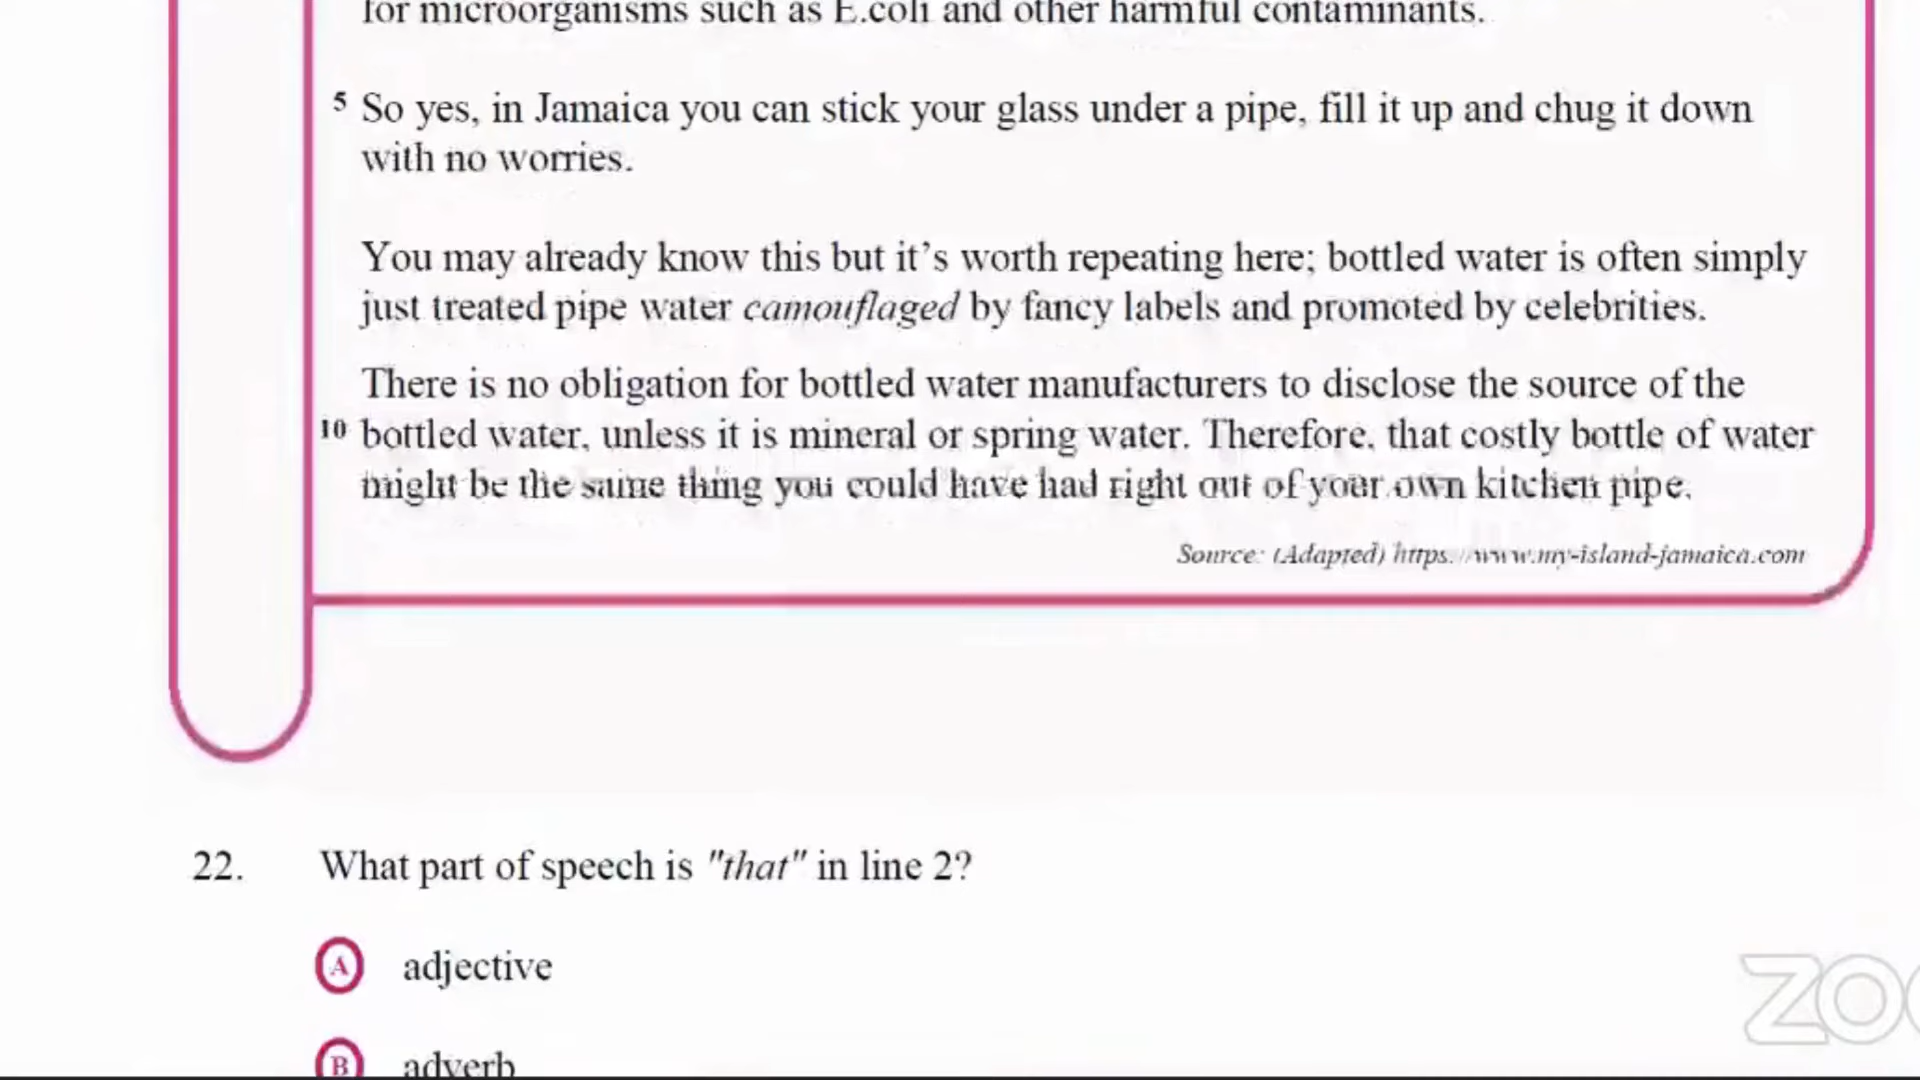 for microorganisms such as E.coli and other harmful contaminants.
5 So yes, in Jamaica you can stick your glass under a pipe, fill it up and chug it down
with no worries.
You may already know this but it’s worth repeating here; bottled water is often simply
just treated pipe water camouflaged by fancy labels and promoted by celebrities.
There is no obligation for bottled water manufacturers to disclose the source of the
10 bottled water, unless it is mineral or spring water. Therefore, that costly bottle of water
might be the same thing you could have had right out of your own kitchen pipe.
Source: (Adapted) https://www.my-island-jamaica.com
22. What part of speech is "that" in line 2?
A adjective
B adverb
ZO